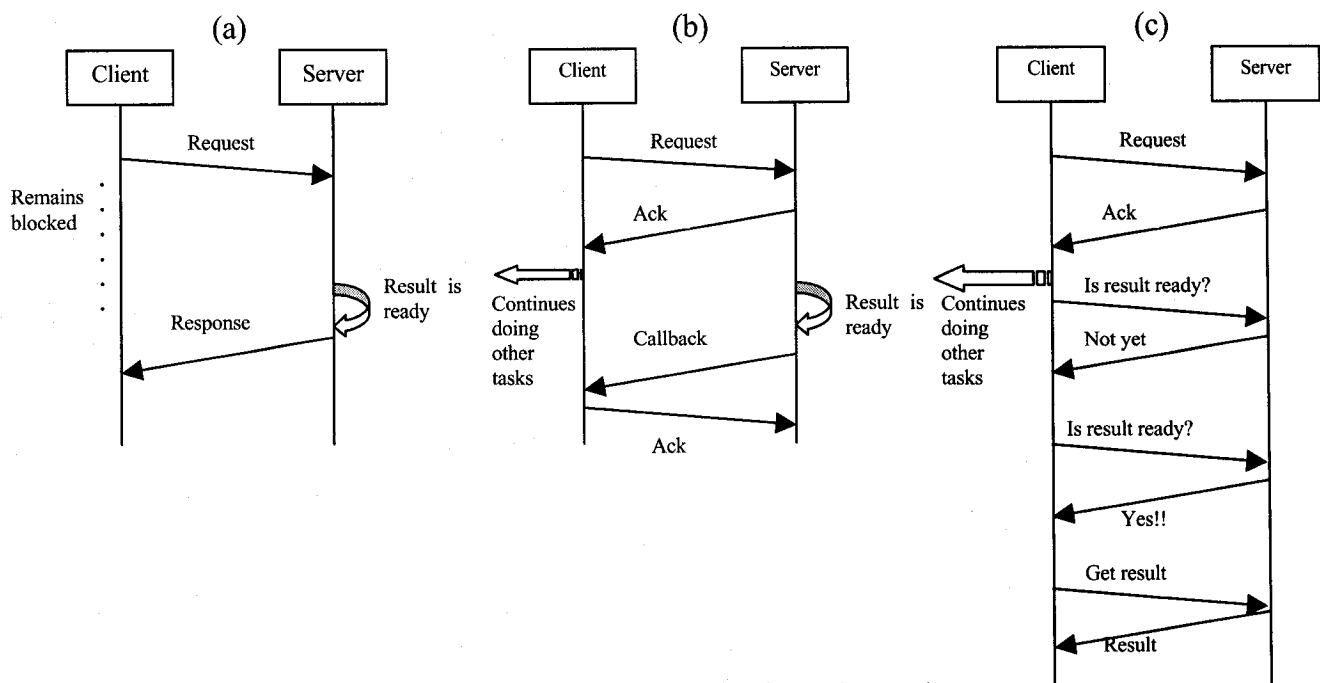 (a)
Client
Server
Request
Remains
blocked
Result is
ready
Response
(b)
Client
Server
Request
Ack
Continues
doing
other
tasks
Result is
ready
Callback
Ack
(c)
Client
Server
Request
Ack
Continues
doing
other
tasks
Is result ready?
Not yet
Is result ready?
Yes!!
Get result
Result